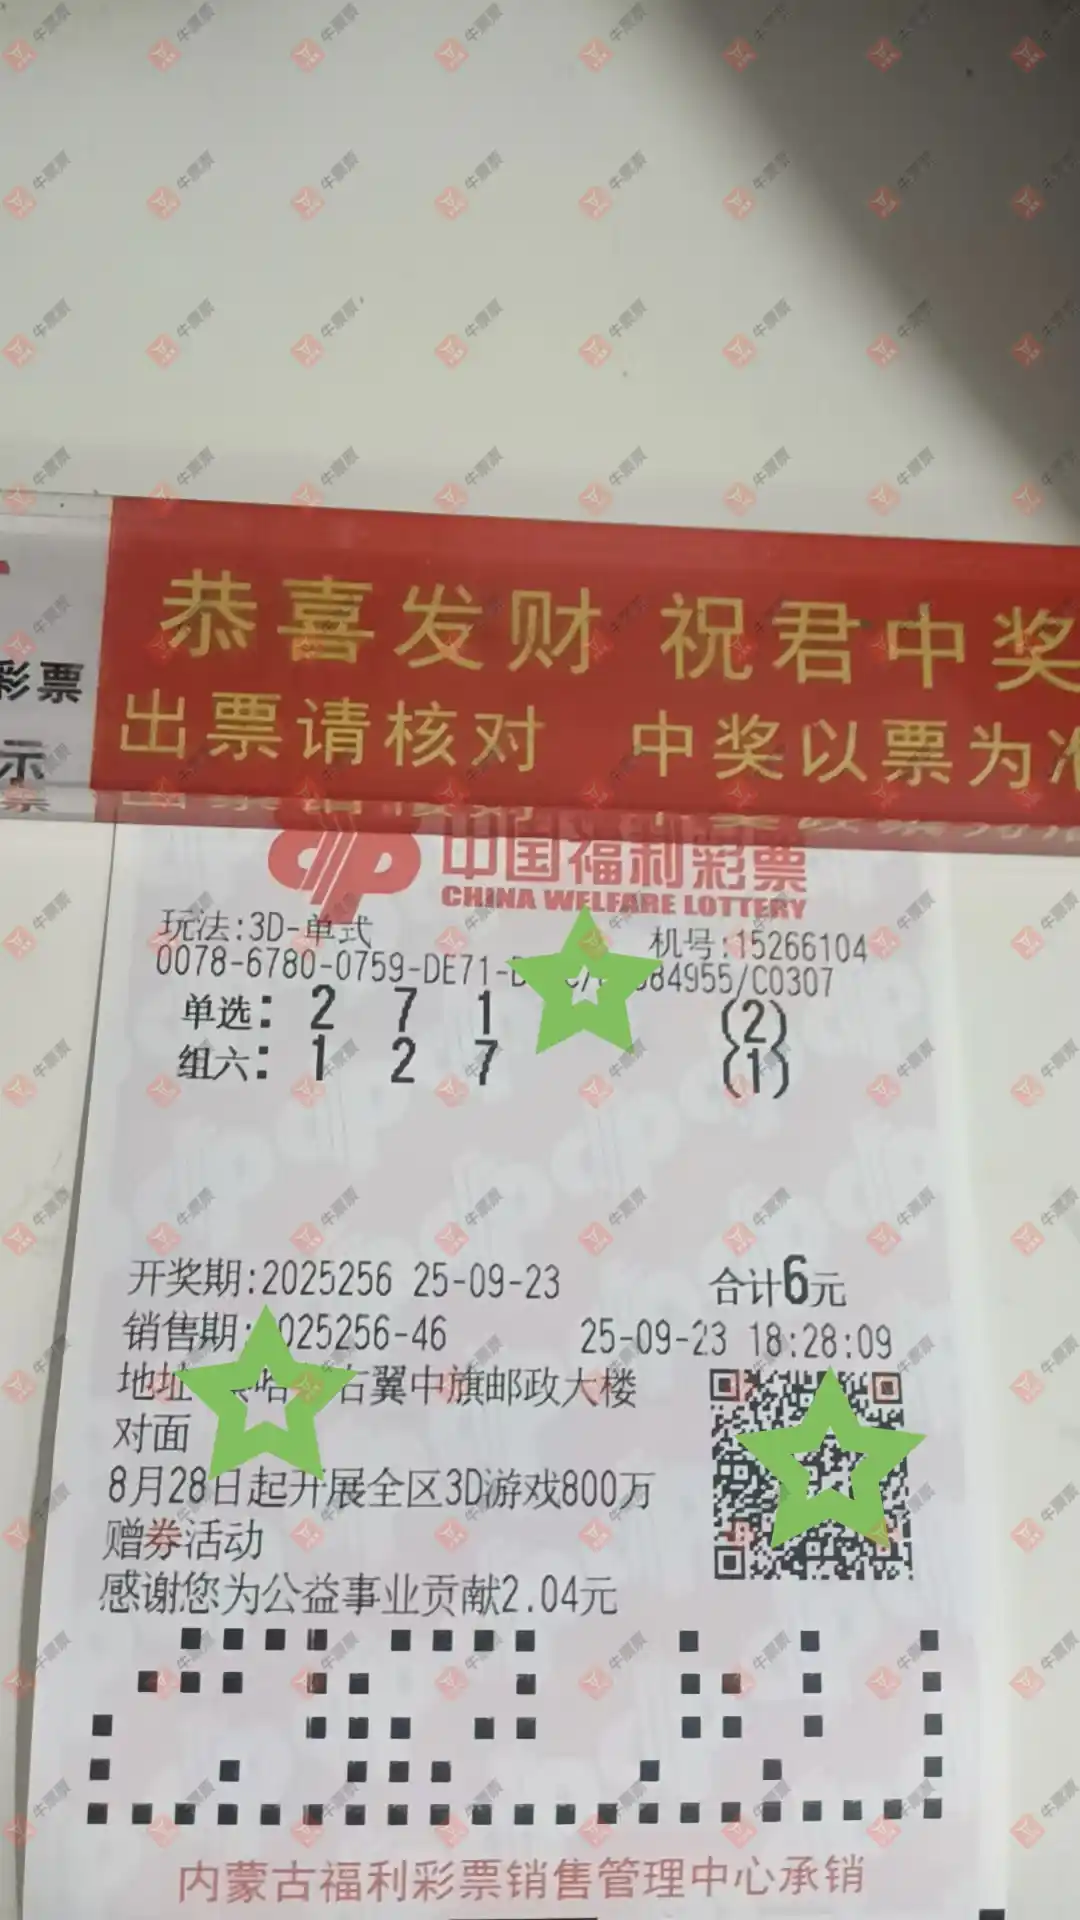 恭喜发财 祝君中奖
彩票
出票请核对 中奖以票为准
示
中国福利彩票
CHINA WELFARE LOTTERY
玩法:3D-单式
机号:15266104
0078-6780-0759-DE71- 84955/C0307
单选: 2 7 1 (2)
组六: 1 2 7 (1)
开奖期:2025256 25-09-23 合计6元
销售期: 025256-46 25-09-23 18:28:09
地址 右翼中旗邮政大楼
对面
8月28日起开展全区3D游戏800万
赠券活动
感谢您为公益事业贡献2.04元
内蒙古福利彩票销售管理中心承销
牛票票